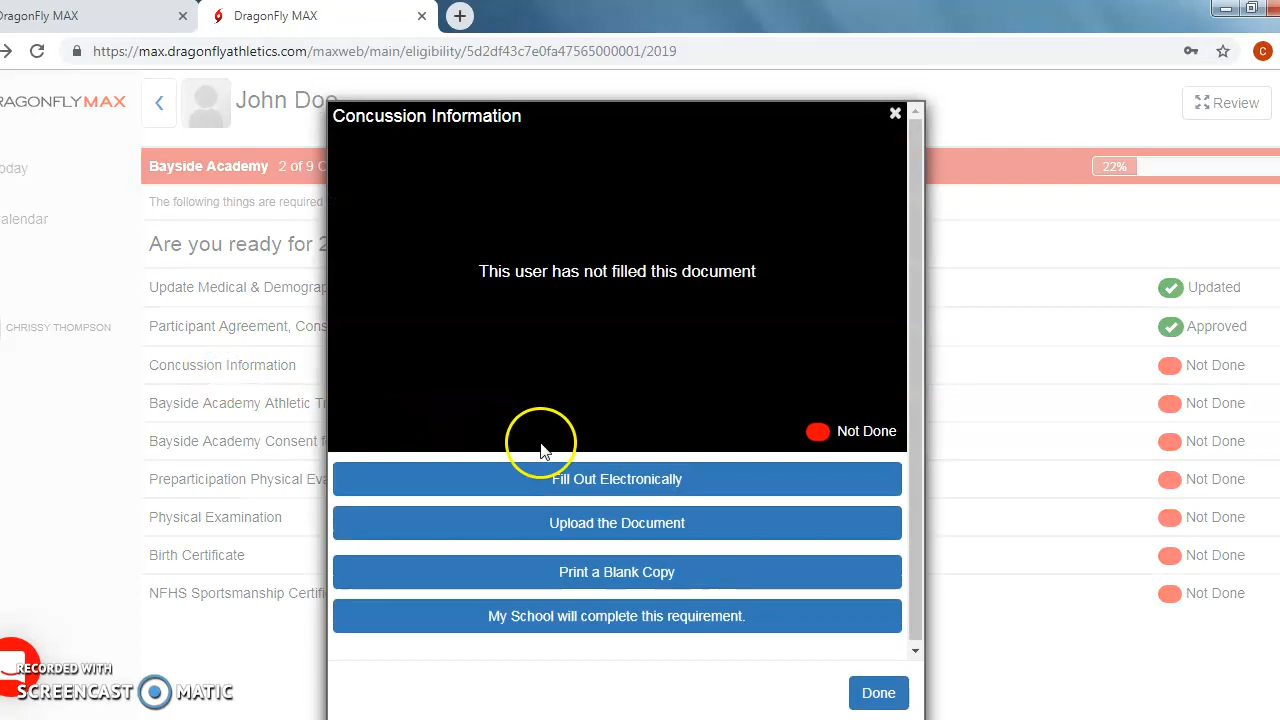 DragonFly MAX
DragonFly MAX
https://max.dragonflyathletics.com/maxweb/main/eligibility/5d2df43c7e0fa47565000001/2019
C
RAGONFLYMAX
John Doe
Review
Concussion Information
Bayside Academy 2 of 9 C
22%
oday
The following things are required
Are you ready for 2
alendar
This user has not filled this document
Update Medical & Demograp
Updated
CHRISSY THOMPSON
Participant Agreement, Cons
Approved
Concussion Information
Not Done
Bayside Academy Athletic Tr
Not Done
Not Done
Bayside Academy Consent f
Not Done
Fill Out Electronically
Preparticipation Physical Eva
Not Done
Upload the Document
Physical Examination
Not Done
Birth Certificate
Not Done
Print a Blank Copy
NFHS Sportsmanship Certifi
Not Done
My School will complete this requirement.
RECORDED WITH
SCREENCAST MATIC
Done